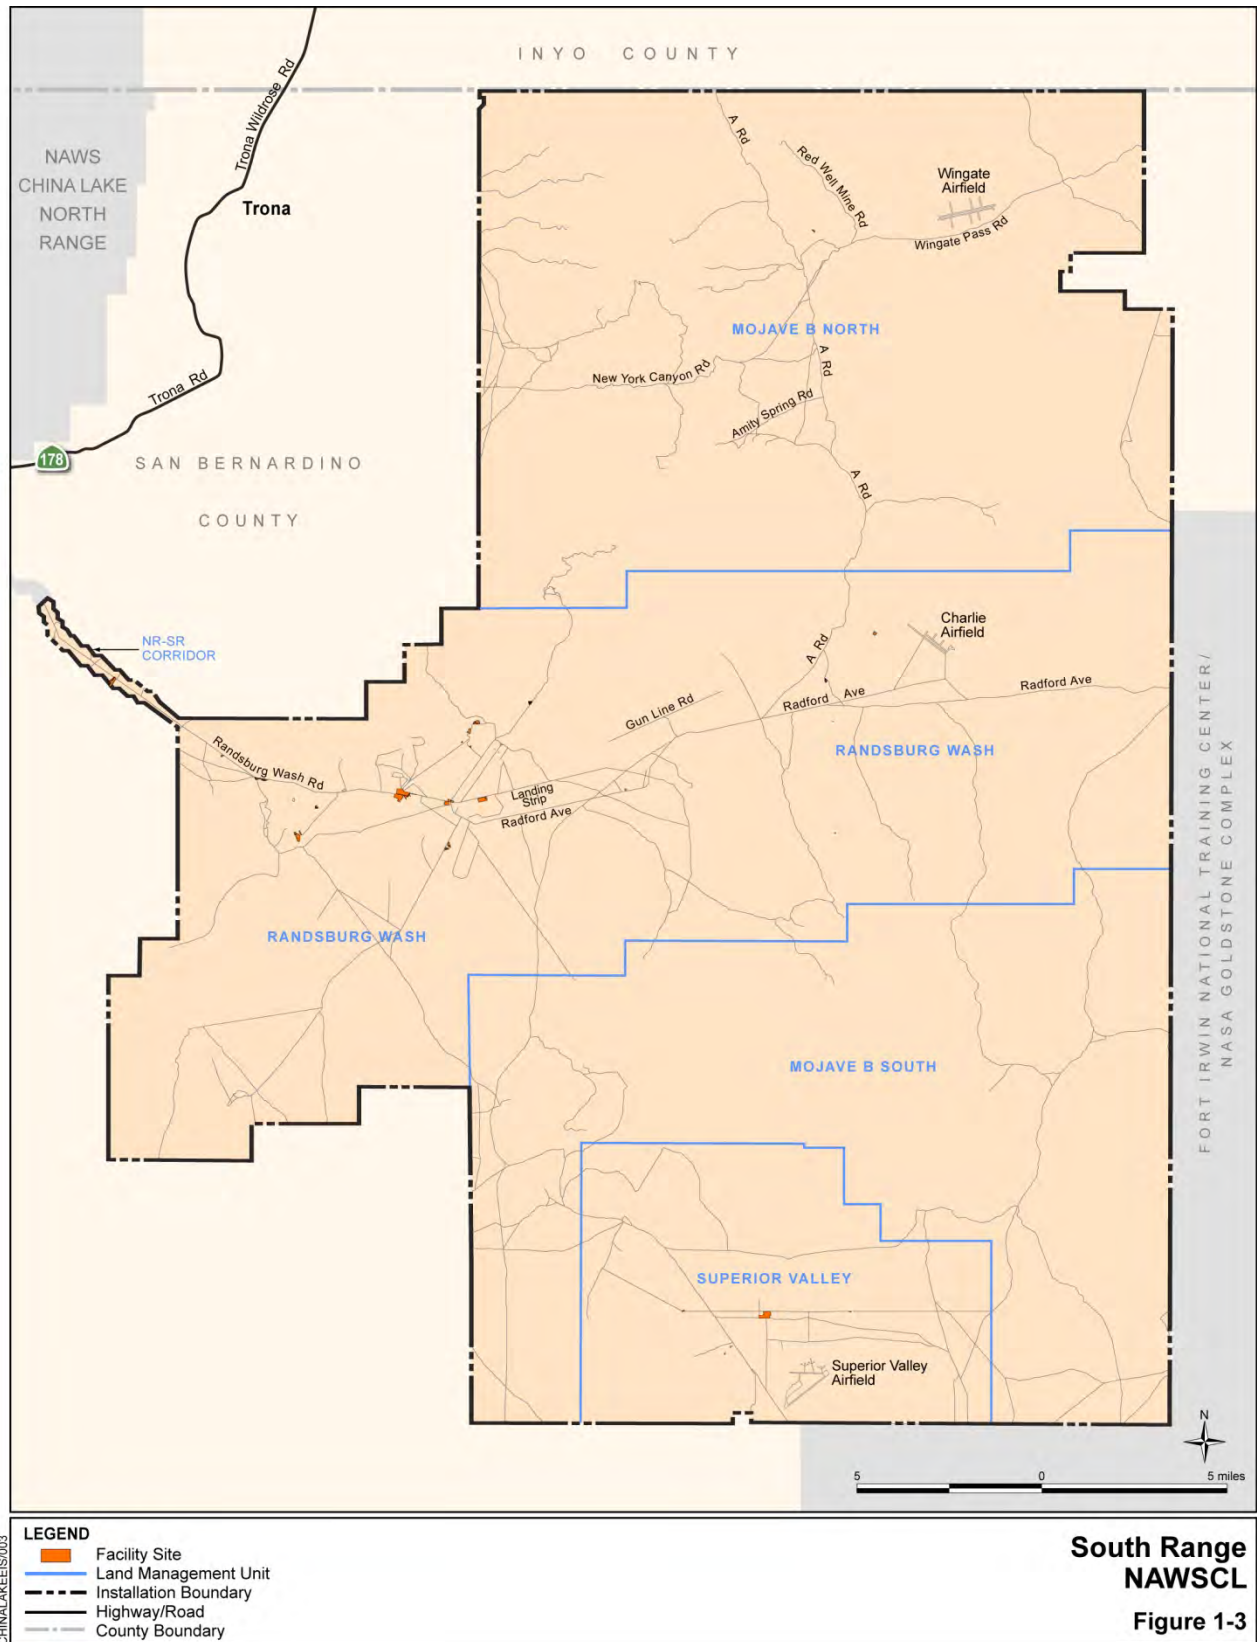 INYO COUNTY
Trona Wildrose Rd
NAWS
CHINA LAKE
NORTH
RANGE
Trona
A Rd
Red Well Mine Rd
Wingate
Airfield
Wingate Pass Rd
MOJAVE B NORTH
Trona Rd
New York Canyon Rd
A Rd
Amity Spring Rd
178
SAN BERNARDINO
COUNTY
A Rd
NR-SR
CORRIDOR
Charlie
Airfield
A Rd
Radford Ave
Radford Ave
Gun Line Rd
RANDSBURG WASH
Randsburg Wash Rd
Landing
Strip
Radford Ave
RANDSBURG WASH
MOJAVE B SOUTH
FORT IRWIN NATIONAL TRAINING CENTER/
NASA GOLDSTONE COMPLEX
SUPERIOR VALLEY
Superior Valley
Airfield
N
5 0 5 miles
CHINALAKEEIS/003
LEGEND
Facility Site
Land Management Unit
Installation Boundary
Highway/Road
County Boundary
South Range
NAWSCL
Figure 1-3